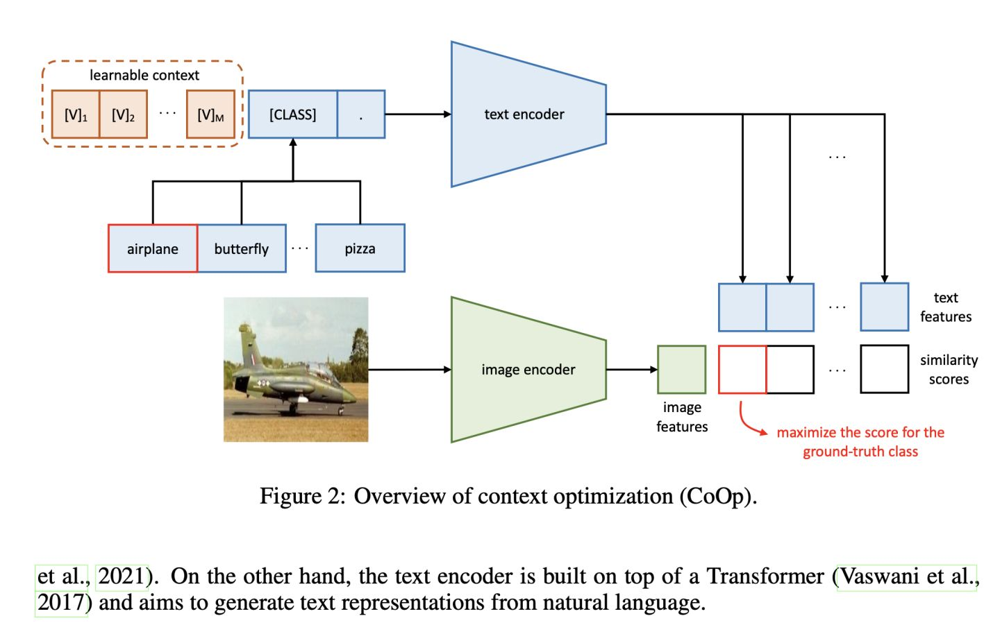 learnable context
[V]₁ [V]₂ ··· [V]M [CLASS] .
text encoder
···
airplane butterfly ··· pizza
···
text
features
image encoder
similarity
scores
···
image
features
maximize the score for the
ground-truth class
Figure 2: Overview of context optimization (CoOp).
et al., 2021). On the other hand, the text encoder is built on top of a Transformer (Vaswani et al.,
2017) and aims to generate text representations from natural language.